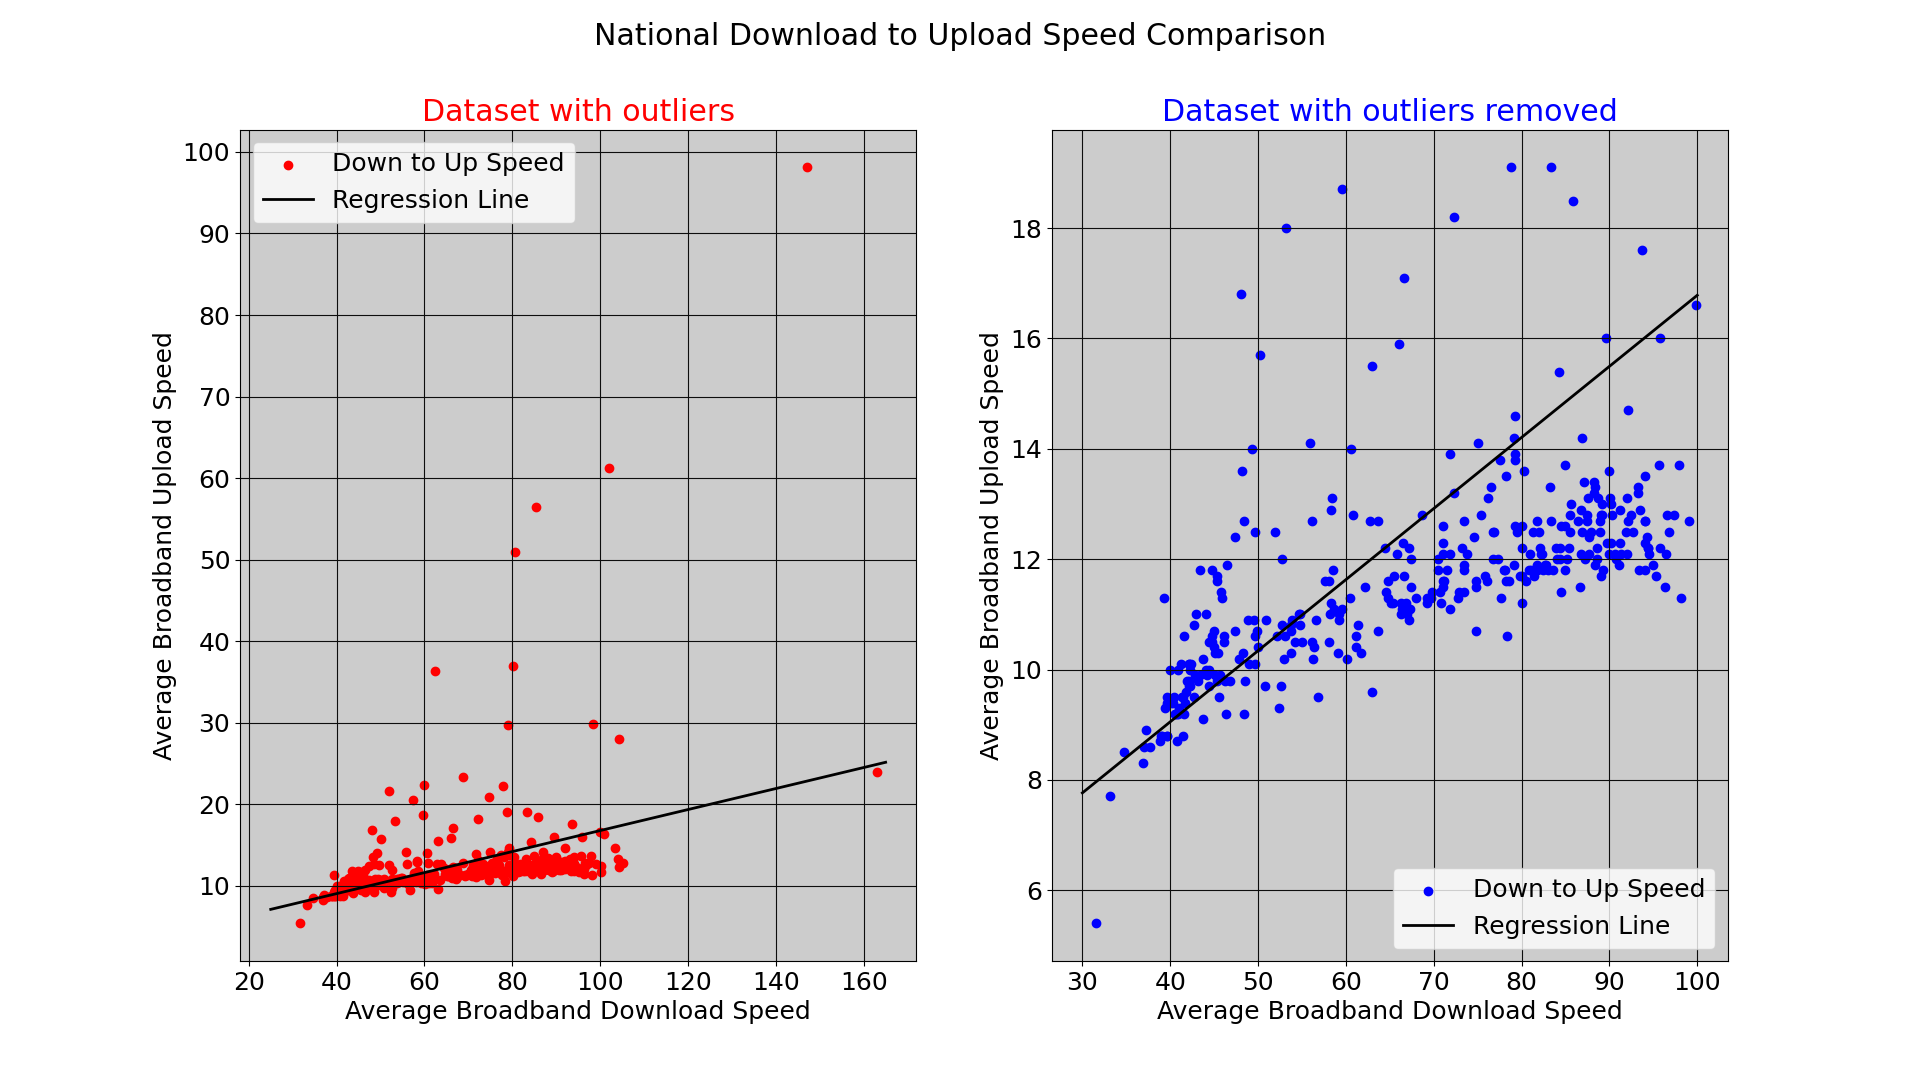 National Download to Upload Speed Comparison
Dataset with outliers
100
90
80
70
60
50
40
30
20
10
Average Broadband Upload Speed
Down to Up Speed
Regression Line
20 40 60 80 100 120 140 160
Average Broadband Download Speed
Dataset with outliers removed
18
16
14
12
10
8
6
Average Broadband Upload Speed
Down to Up Speed
Regression Line
30 40 50 60 70 80 90 100
Average Broadband Download Speed